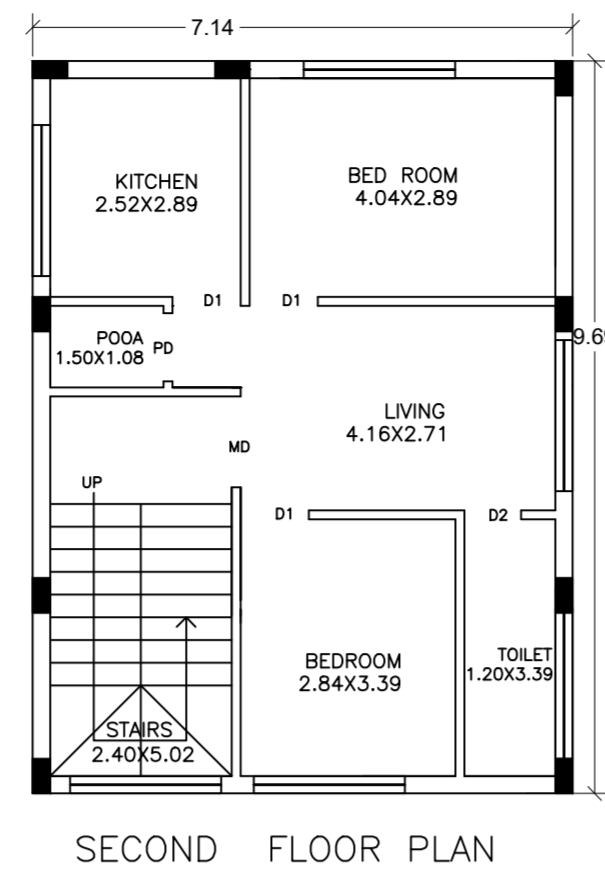 7.14
KITCHEN
2.52X2.89
BED ROOM
4.04X2.89
D1
D1
POOA
1.50X1.08
PD
9.69
LIVING
4.16X2.71
MD
UP
D1
D2
BEDROOM
2.84X3.39
TOILET
1.20X3.39
STAIRS
2.40X5.02
SECOND FLOOR PLAN